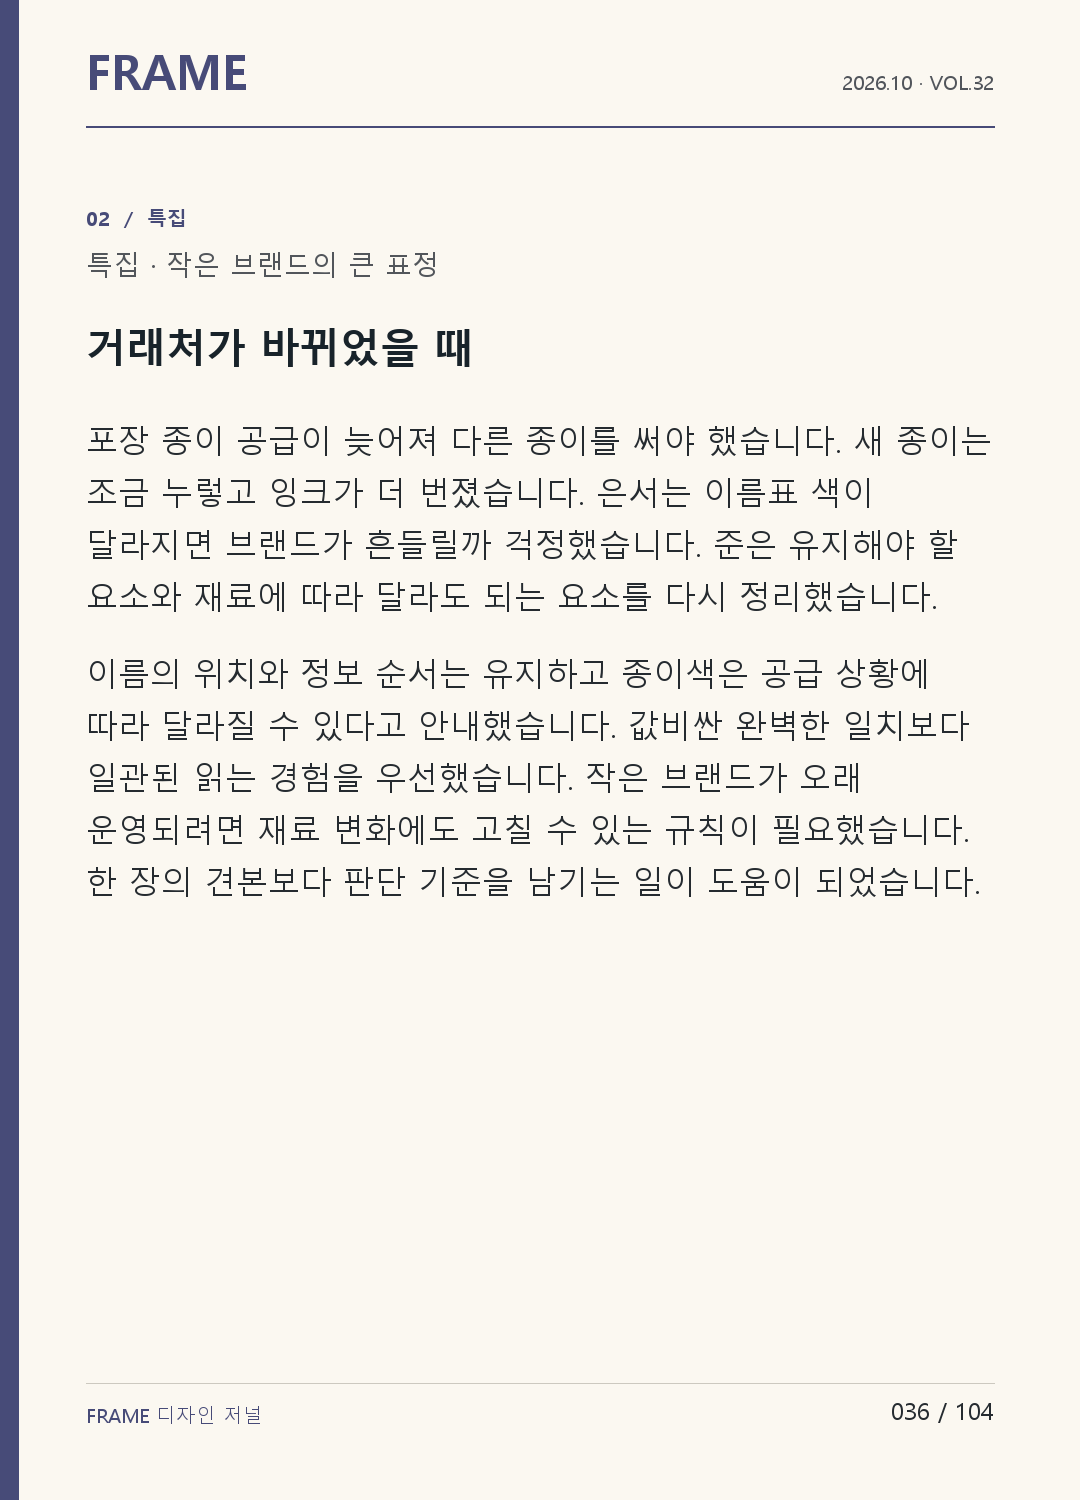 FRAME
2026.10 · VOL.32
02 / 특집
특집 · 작은 브랜드의 큰 표정
거래처가 바뀌었을 때
포장 종이 공급이 늦어져 다른 종이를 써야 했습니다. 새 종이는
조금 누렇고 잉크가 더 번졌습니다. 은서는 이름표 색이
달라지면 브랜드가 흔들릴까 걱정했습니다. 준은 유지해야 할
요소와 재료에 따라 달라도 되는 요소를 다시 정리했습니다.
이름의 위치와 정보 순서는 유지하고 종이색은 공급 상황에
따라 달라질 수 있다고 안내했습니다. 값비싼 완벽한 일치보다
일관된 읽는 경험을 우선했습니다. 작은 브랜드가 오래
운영되려면 재료 변화에도 고칠 수 있는 규칙이 필요했습니다.
한 장의 견본보다 판단 기준을 남기는 일이 도움이 되었습니다.
FRAME 디자인 저널
036 / 104